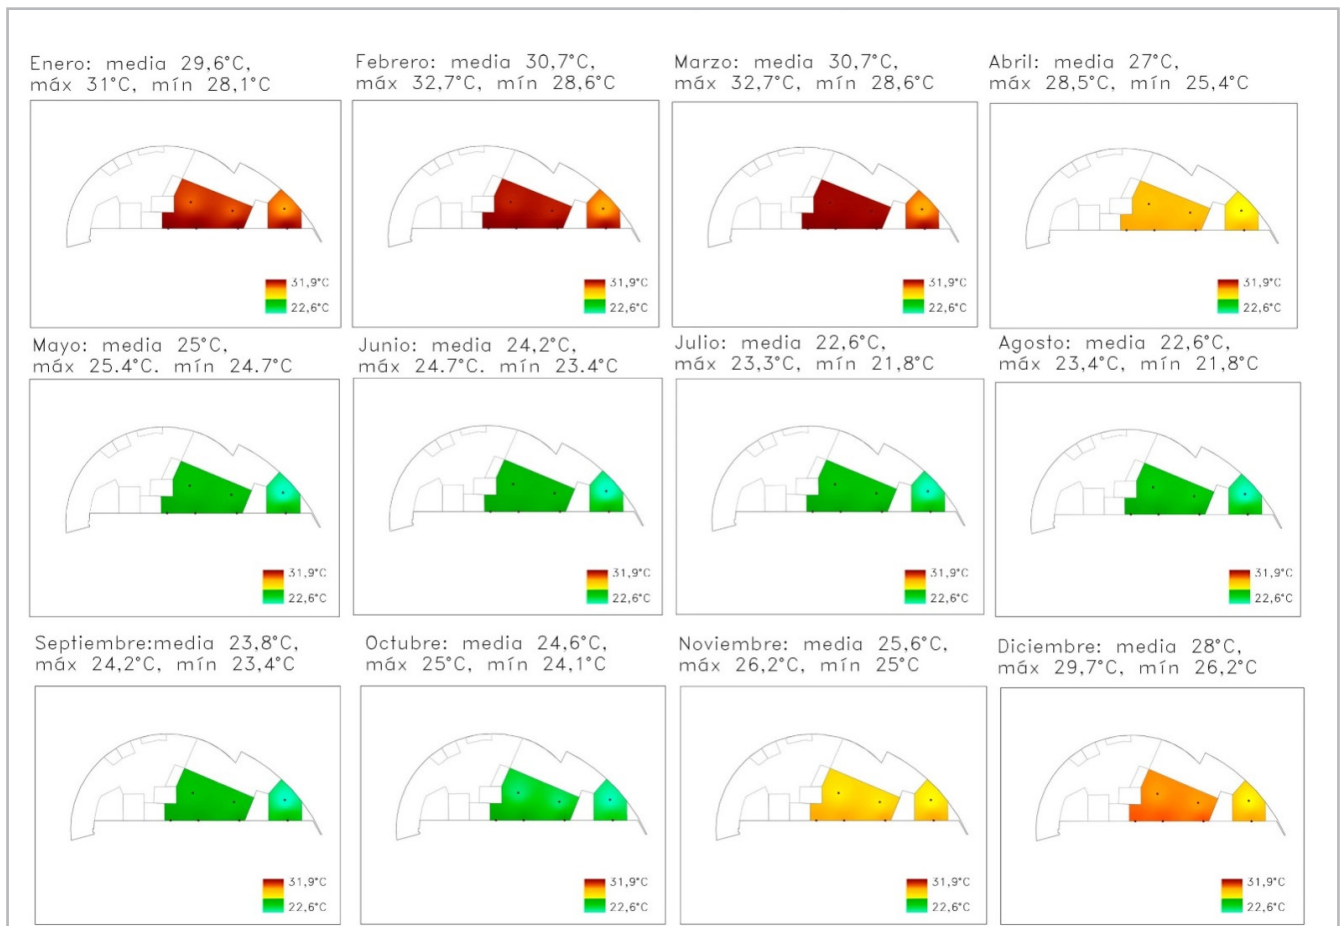 Enero: media 29,6°C,
máx 31°C, mín 28,1°C
Febrero: media 30,7°C,
máx 32,7°C, mín 28,6°C
Marzo: media 30,7°C,
máx 32,7°C, mín 28,6°C
Abril: media 27°C,
máx 28,5°C, mín 25,4°C
31,9°C
22,6°C
31,9°C
22,6°C
31,9°C
22,6°C
31,9°C
22,6°C
Mayo: media 25°C,
máx 25.4°C. mín 24.7°C
Junio: media 24,2°C,
máx 24.7°C. mín 23.4°C
Julio: media 22,6°C,
máx 23,3°C, mín 21,8°C
Agosto: media 22,6°C,
máx 23,4°C, mín 21,8°C
31,9°C
22,6°C
31,9°C
22,6°C
31,9°C
22,6°C
31,9°C
22,6°C
Septiembre:media 23,8°C,
máx 24,2°C, mín 23,4°C
Octubre: media 24,6°C,
máx 25°C, mín 24,1°C
Noviembre: media 25,6°C,
máx 26,2°C, mín 25°C
Diciembre: media 28°C,
máx 29,7°C, mín 26,2°C
31,9°C
22,6°C
31,9°C
22,6°C
31,9°C
22,6°C
31,9°C
22,6°C